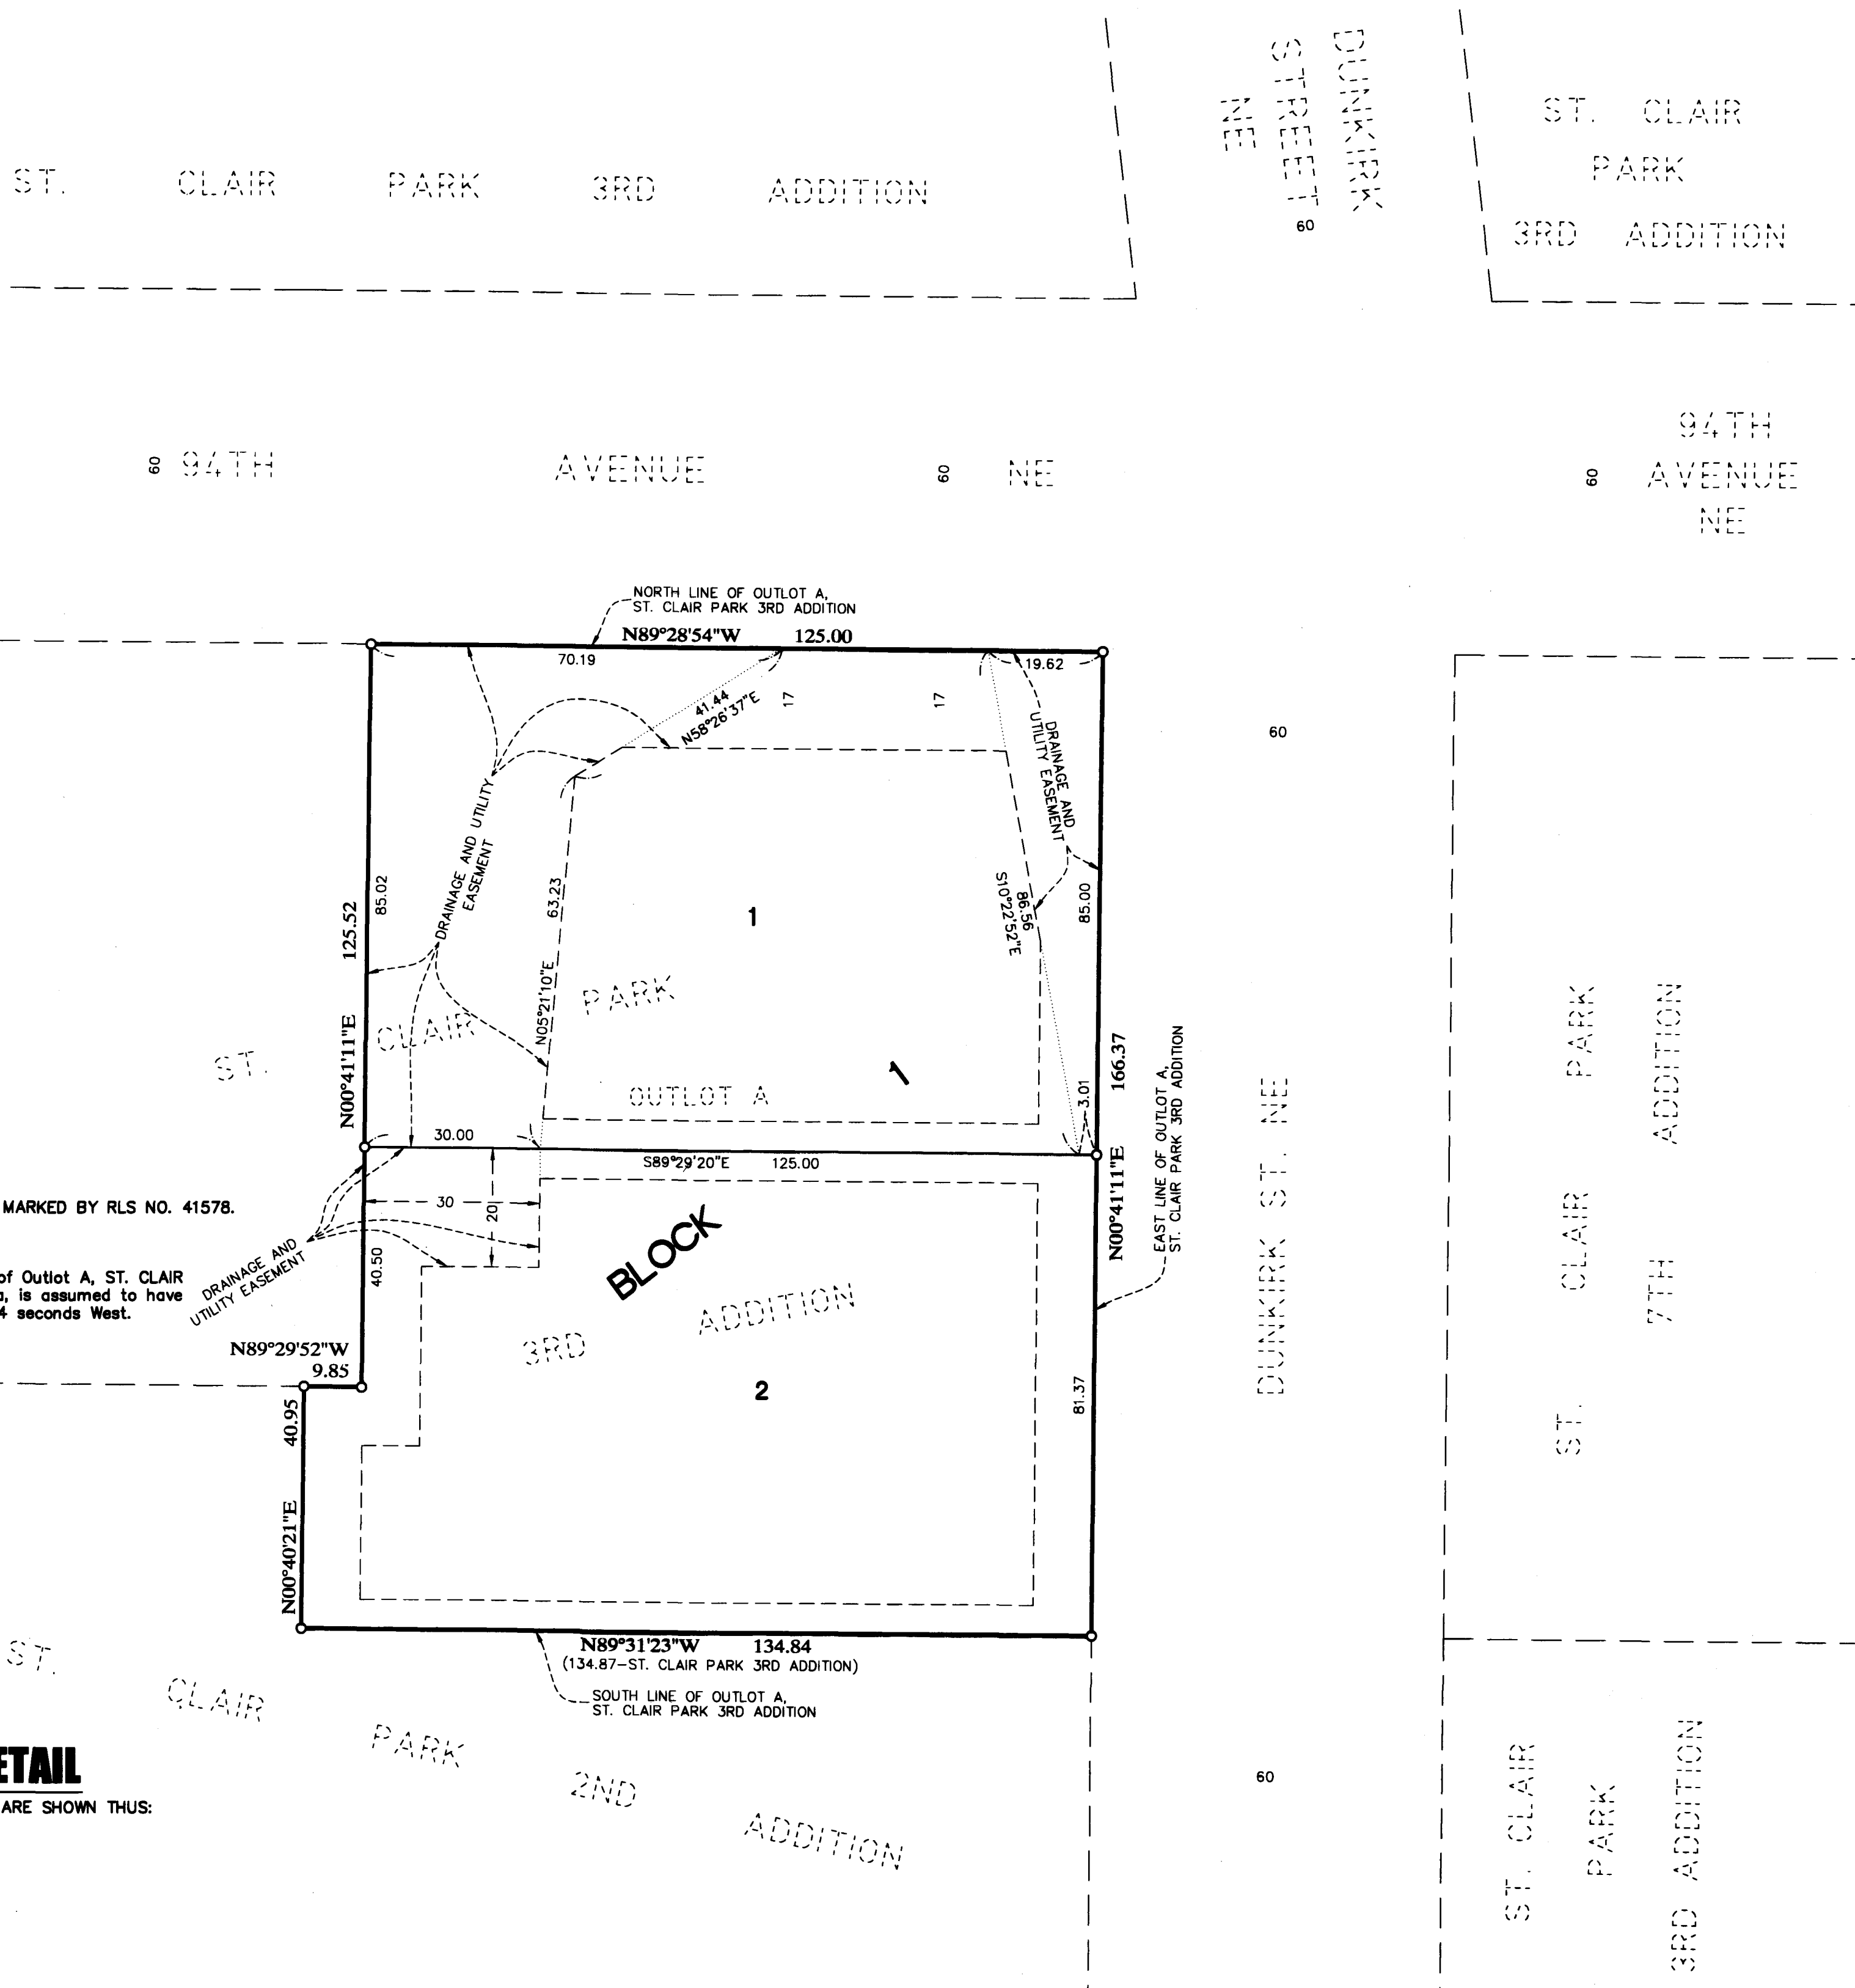 DUNKIRK
STREET
NE
60
ST. CLAIR
PARK
3RD ADDITION
ST. CLAIR PARK 3RD ADDITION
60 94TH AVENUE 60 NE
94TH
60 AVENUE
NE
NORTH LINE OF OUTLOT A,
ST. CLAIR PARK 3RD ADDITION
N89°28'54"W 125.00
70.19
19.62
41.44
N58°26'37"E
17
17
DRAINAGE AND
UTILITY EASEMENT
60
DRAINAGE AND UTILITY
EASEMENT
85.02
125.52
N00°41'11"E
63.23
N05°21'10"E
1
86.56
S10°22'52"E
85.00
ST. CLAIR PARK
OUTLOT A
1
3.01
166.37
N00°41'11"E
EAST LINE OF OUTLOT A,
ST. CLAIR PARK 3RD ADDITION
DUNKIRK ST. NE
ST. CLAIR PARK
7TH ADDITION
30.00
S89°29'20"E 125.00
30
20
MARKED BY RLS NO. 41578.
BLOCK
40.50
DRAINAGE AND
UTILITY EASEMENT
of Outlot A, ST. CLAIR
a, is assumed to have
4 seconds West.
3RD ADDITION
N89°29'52"W
9.85
2
81.37
40.95
N00°40'21"E
N89°31'23"W 134.84
(134.87-ST. CLAIR PARK 3RD ADDITION)
SOUTH LINE OF OUTLOT A,
ST. CLAIR PARK 3RD ADDITION
ST. CLAIR PARK 2ND ADDITION
ETAIL
ARE SHOWN THUS:
60
ST. CLAIR
PARK
3RD ADDITION